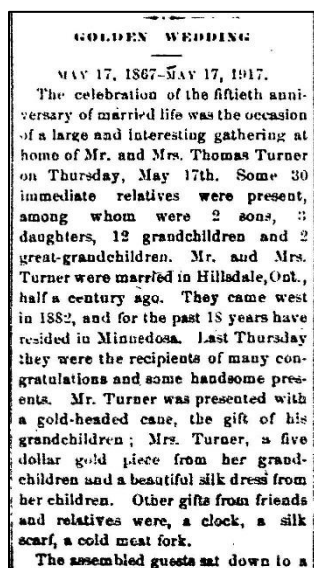 GOLDEN WEDDING
MAY 17, 1867-MAY 17, 1917.
The celebration of the fiftieth anni-
versary of married life was the occasion
of a large and interesting gathering at
home of Mr. and Mrs. Thomas Turner
on Thursday, May 17th. Some 30
immediate relatives were present,
among whom were 2 sons, 3
daughters, 12 grandchildren and 2
great-grandchildren. Mr. and Mrs.
Turner were married in Hillsdale, Ont.,
half a century ago. They came west
in 1882, and for the past 18 years have
resided in Minnedosa. Last Thursday
they were the recipients of many con-
gratulations and some handsome pres-
ents. Mr. Turner was presented with
a gold-headed cane, the gift of his
grandchildren; Mrs. Turner, a five
dollar gold piece from her grand-
children and a beautiful silk dress from
her children. Other gifts from friends
and relatives were, a clock, a silk
scarf, a cold meat fork.
The assembled guests sat down to a